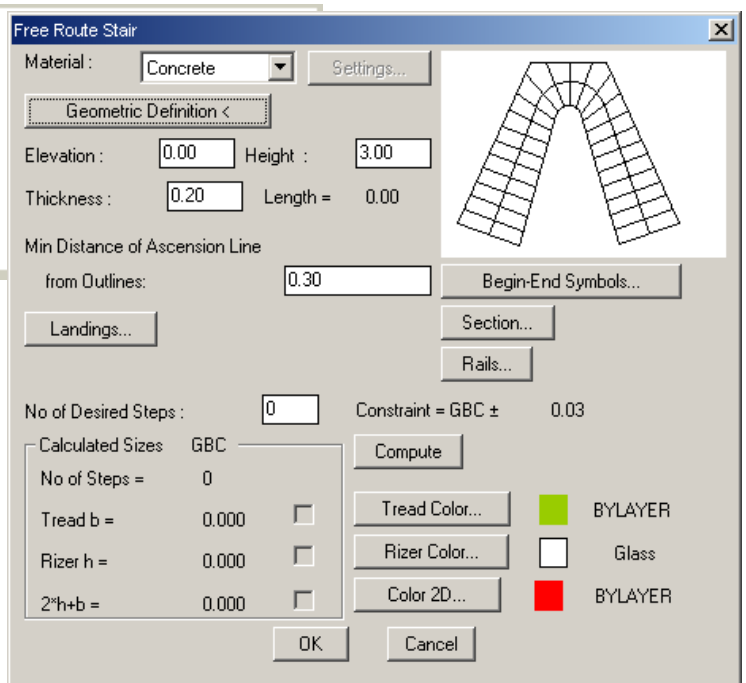 Free Route Stair
Material : Concrete Settings...
Geometric Definition <
Elevation : 0.00 Height : 3.00
Thickness : 0.20 Length = 0.00
Min Distance of Ascension Line
from Outlines: 0.30 Begin-End Symbols...
Landings... Section...
Rails...
No of Desired Steps : 0 Constraint = GBC ± 0.03
Calculated Sizes GBC Compute
No of Steps = 0
Tread b = 0.000 Tread Color... BYLAYER
Rizer h = 0.000 Rizer Color... Glass
2*h+b = 0.000 Color 2D... BYLAYER
OK Cancel